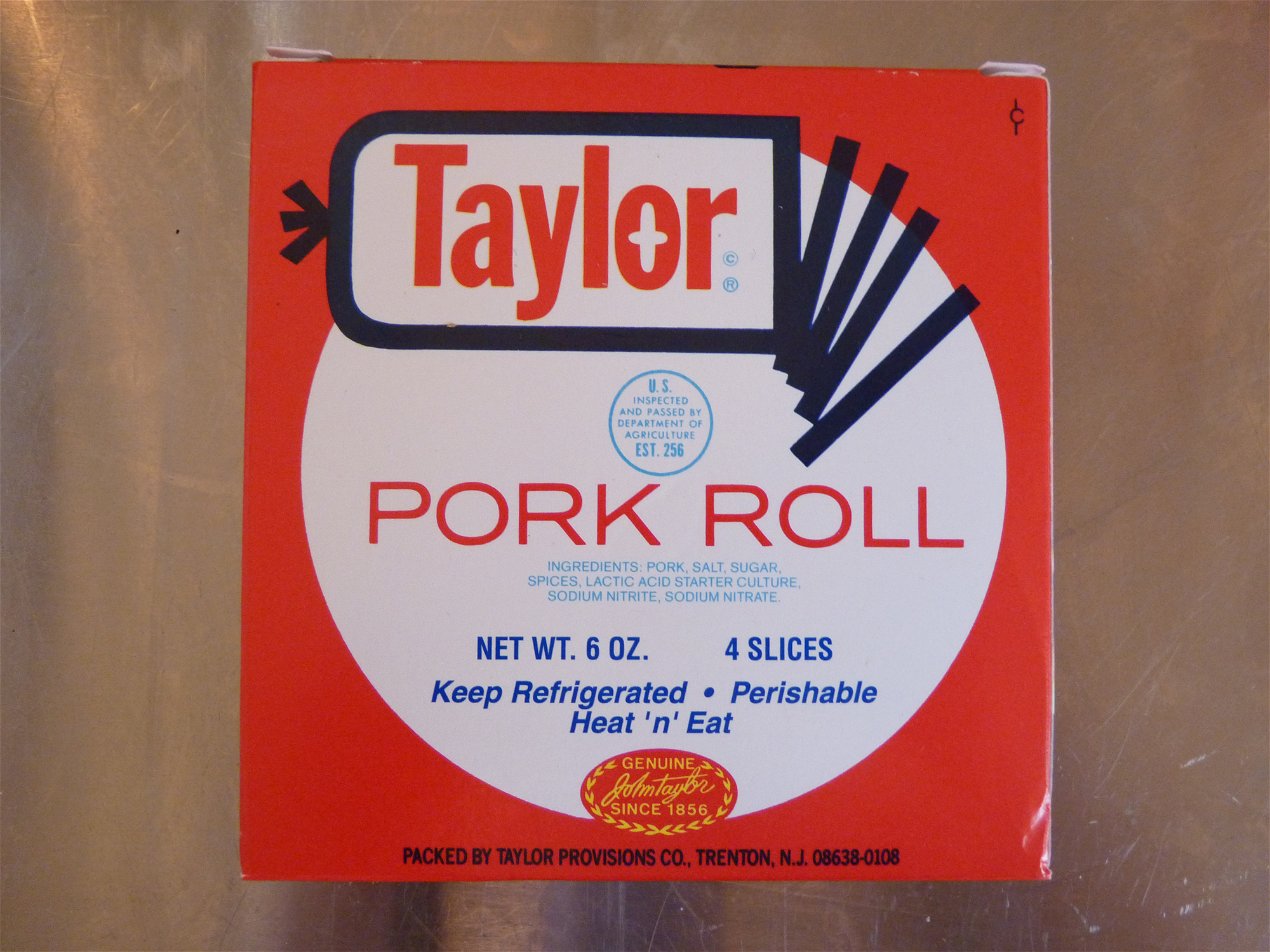 Taylor
©
®
U.S.
INSPECTED
AND PASSED BY
DEPARTMENT OF
AGRICULTURE
EST. 256
PORK ROLL
INGREDIENTS: PORK, SALT, SUGAR,
SPICES, LACTIC ACID STARTER CULTURE,
SODIUM NITRITE, SODIUM NITRATE.
NET WT. 6 OZ. 4 SLICES
Keep Refrigerated • Perishable
Heat 'n' Eat
GENUINE
John Taylor
SINCE 1856
PACKED BY TAYLOR PROVISIONS CO., TRENTON, N.J. 08638-0108